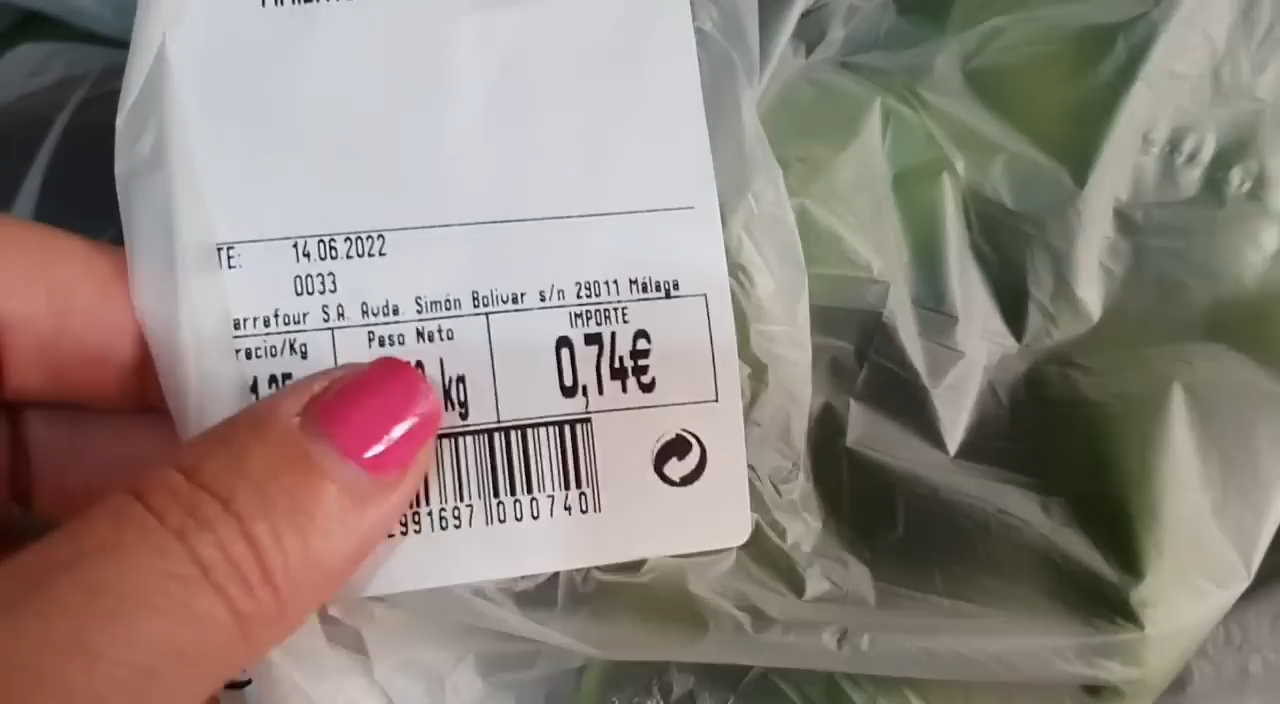 TE: 14.06.2022
0033
arrefour S.A. Avda. Simón Bolivar s/n 29011 Málaga
recio/Kg Peso Neto IMPORTE
kg 0,74€
991697 000740